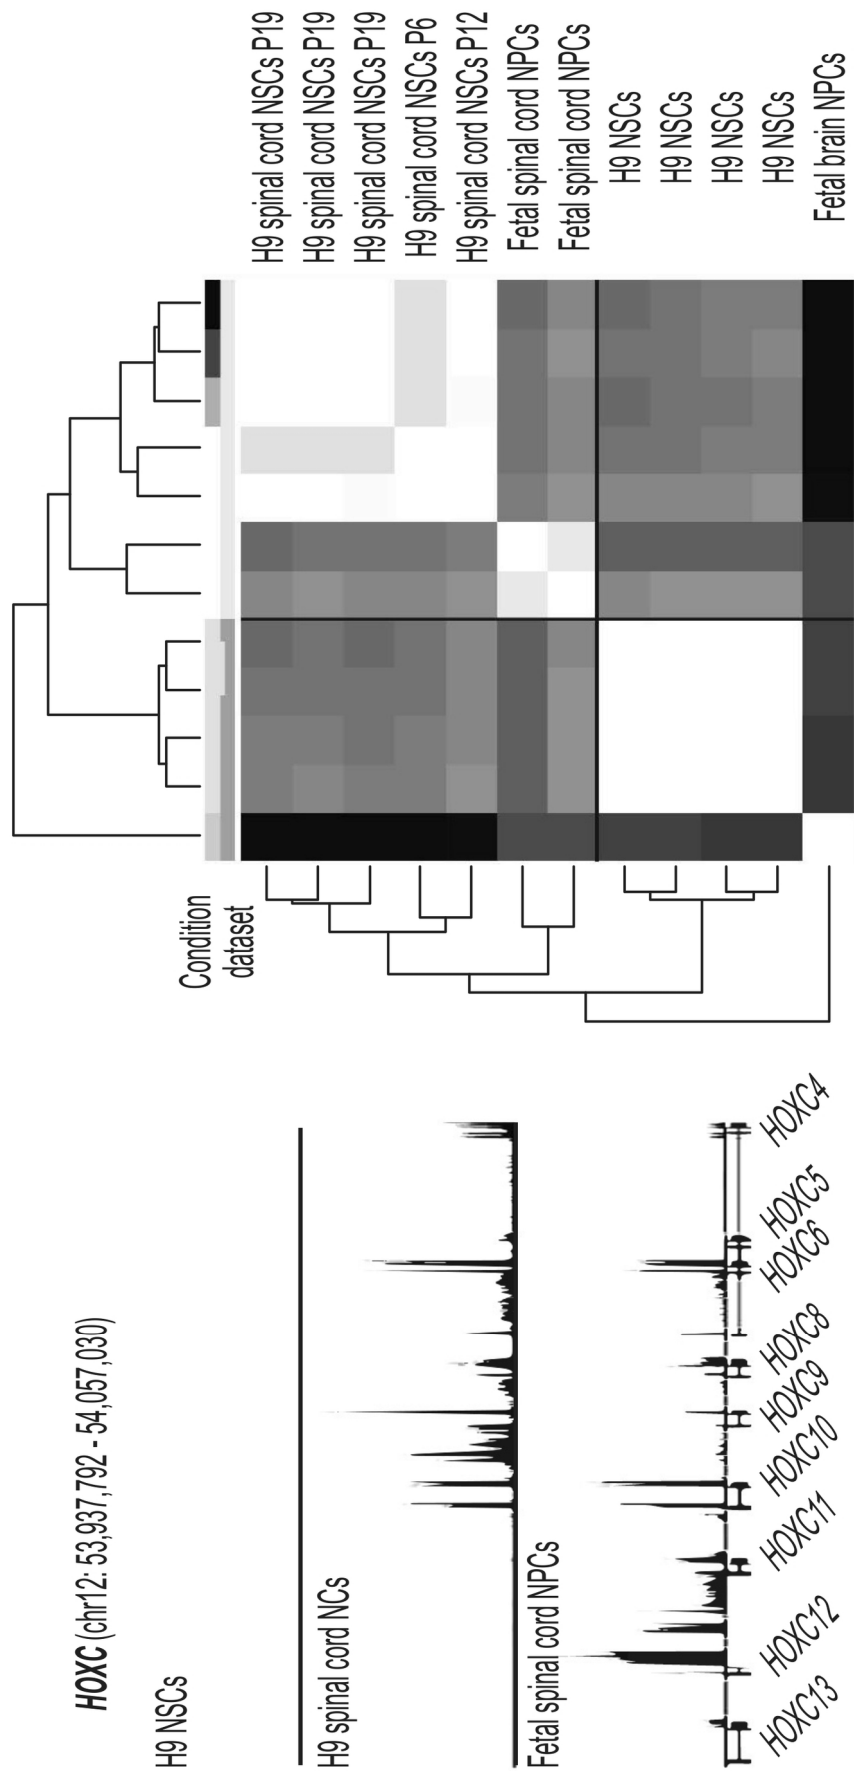 HOXC (chr12: 53,937,792 - 54,057,030)
H9 NSCs
H9 spinal cord NCs
Fetal spinal cord NPCs
HOXC13
HOXC12
HOXC11
HOXC10
HOXC9
HOXC8
HOXC6
HOXC5
HOXC4
Condition
dataset
H9 spinal cord NSCs P19
H9 spinal cord NSCs P19
H9 spinal cord NSCs P19
H9 spinal cord NSCs P6
H9 spinal cord NSCs P12
Fetal spinal cord NPCs
Fetal spinal cord NPCs
H9 NSCs
H9 NSCs
H9 NSCs
H9 NSCs
Fetal brain NPCs